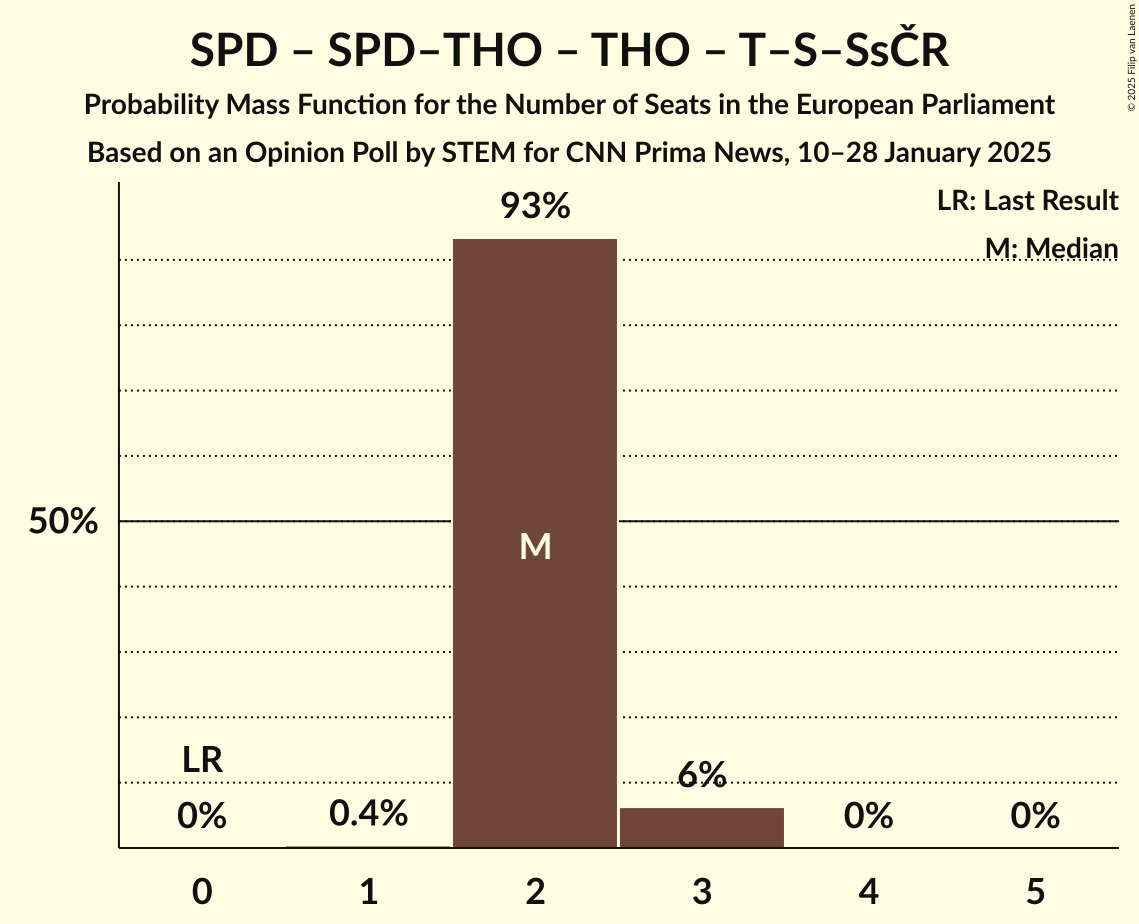 SPD – SPD–THO – THO – T–S–SsČR
Probability Mass Function for the Number of Seats in the European Parliament
Based on an Opinion Poll by STEM for CNN Prima News, 10–28 January 2025
© 2025 Filip van Laenen
LR: Last Result
M: Median
93%
50%
M
LR
0%
0.4%
6%
0%
0%
0 1 2 3 4 5